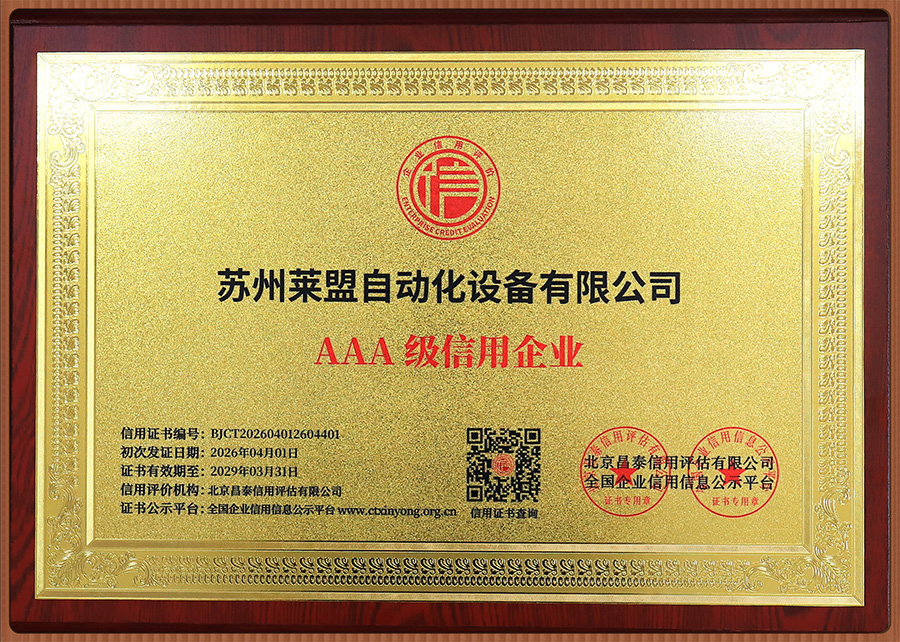 企业信用评价
信
ENTERPRISE CREDIT EVALUATION
苏州莱盟自动化设备有限公司
AAA 级信用企业
信用证书编号：BJCT202604012604401
初次发证日期：2026年04月01日
证书有效期至：2029年03月31日
信用评价机构：北京昌泰信用评估有限公司
证书公示平台：全国企业信用信息公示平台 www.ctxinyong.org.cn
信用证书查询
北京昌泰信用评估有限公司
全国企业信用信息公示平台
证书专用章
证书专用章